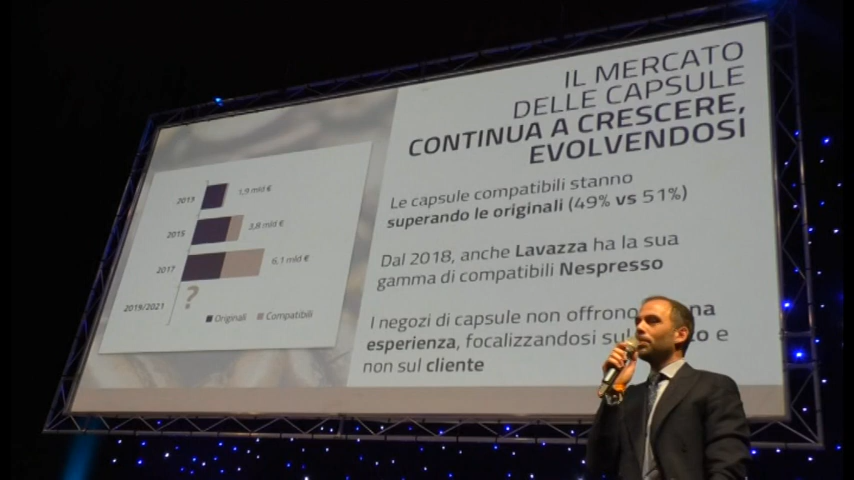 IL MERCATO
DELLE CAPSULE
CONTINUA A CRESCERE,
EVOLVENDOSI
Le capsule compatibili stanno
superando le originali (49% vs 51%)
Dal 2018, anche Lavazza ha la sua
gamma di compatibili Nespresso
I negozi di capsule non offrono
esperienza, focalizzandosi sul e
non sul cliente
2013 1,9 mld €
2015 3,8 mld €
2017 6,1 mld €
2019/2021 ?
Originali Compatibili